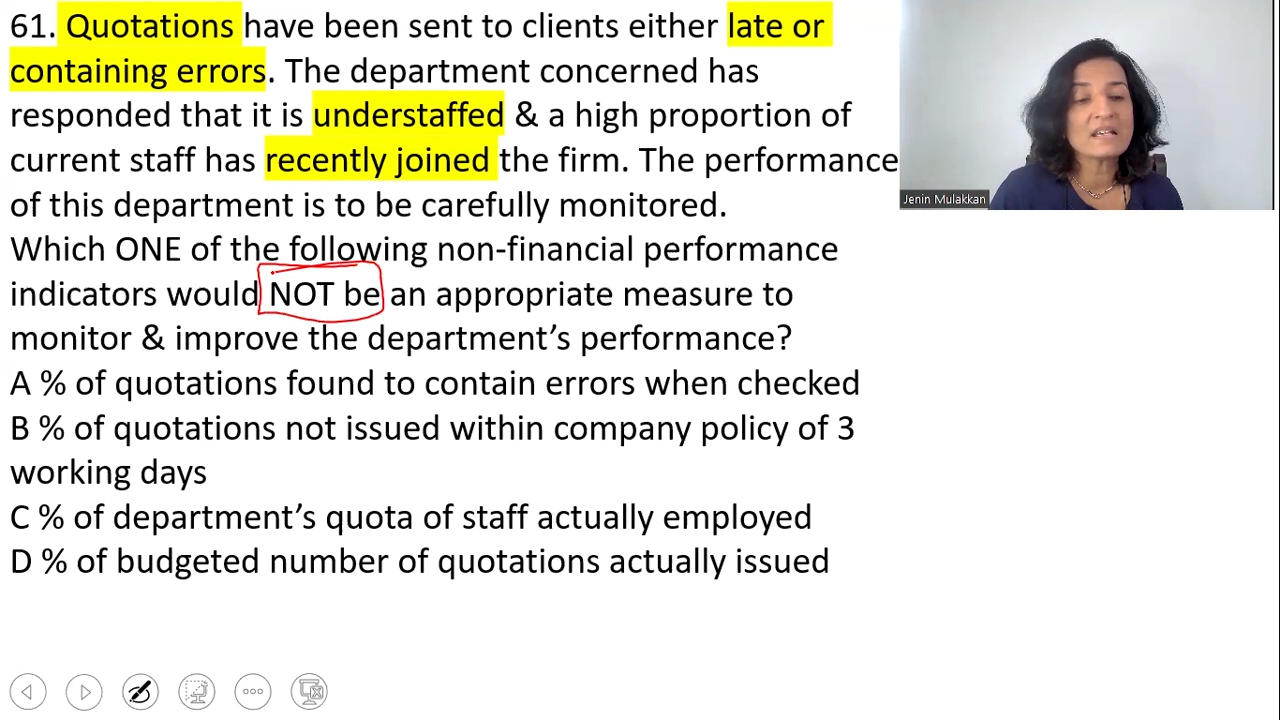 61. Quotations have been sent to clients either late or
containing errors. The department concerned has
responded that it is understaffed & a high proportion of
current staff has recently joined the firm. The performance
of this department is to be carefully monitored.
Which ONE of the following non-financial performance
indicators would NOT be an appropriate measure to
monitor & improve the department’s performance?
A % of quotations found to contain errors when checked
B % of quotations not issued within company policy of 3
working days
C % of department’s quota of staff actually employed
D % of budgeted number of quotations actually issued
Jenin Mulakkan